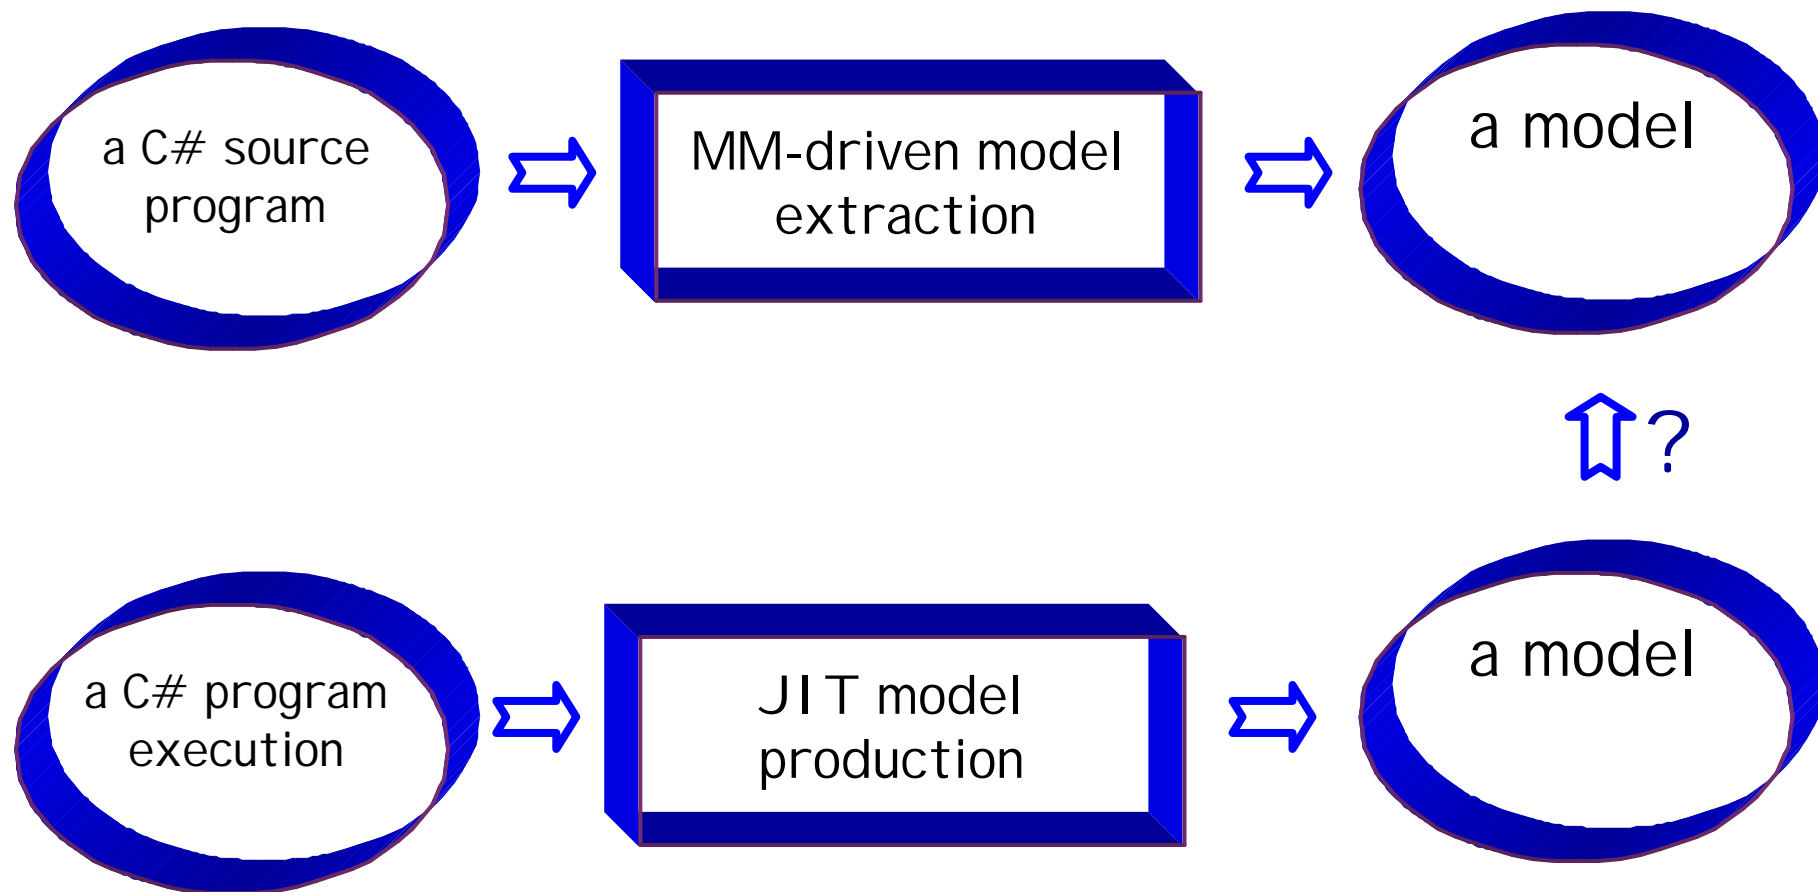 a C# source
program
MM-driven model
extraction
a model
?
a C# program
execution
JIT model
production
a model